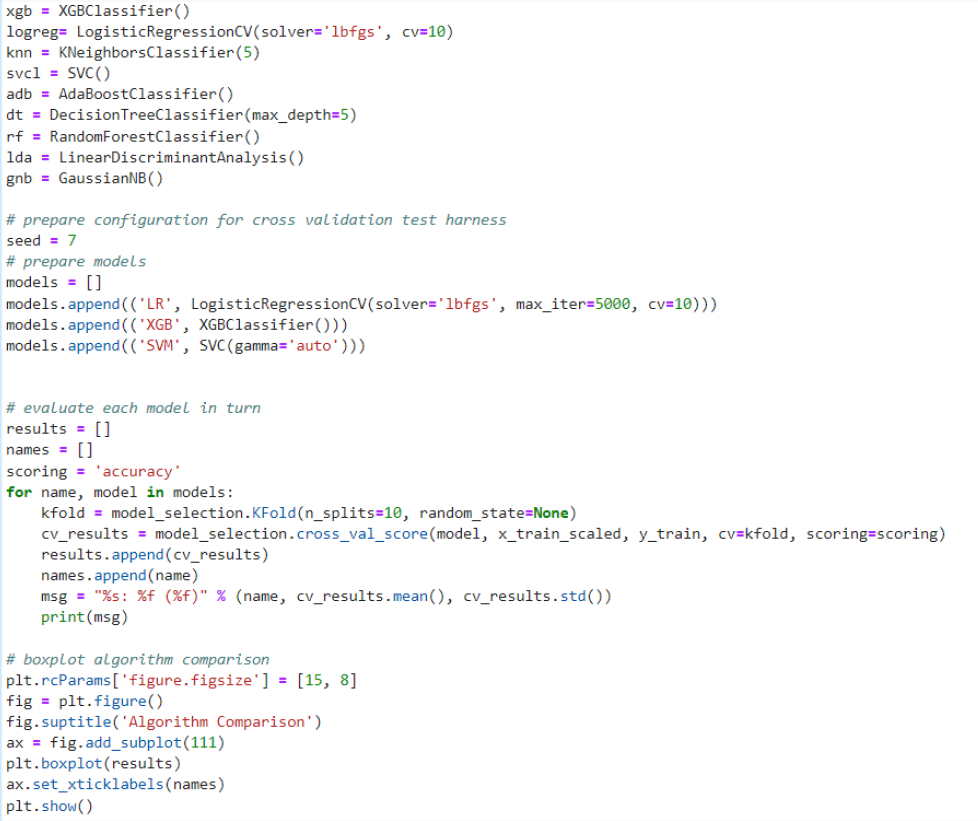 xgb = XGBClassifier()
logreg= LogisticRegressionCV(solver='lbfgs', cv=10)
knn = KNeighborsClassifier(5)
svcl = SVC()
adb = AdaBoostClassifier()
dt = DecisionTreeClassifier(max_depth=5)
rf = RandomForestClassifier()
lda = LinearDiscriminantAnalysis()
gnb = GaussianNB()

# prepare configuration for cross validation test harness
seed = 7
# prepare models
models = []
models.append(('LR', LogisticRegressionCV(solver='lbfgs', max_iter=5000, cv=10)))
models.append(('XGB', XGBClassifier()))
models.append(('SVM', SVC(gamma='auto')))

# evaluate each model in turn
results = []
names = []
scoring = 'accuracy'
for name, model in models:
    kfold = model_selection.KFold(n_splits=10, random_state=None)
    cv_results = model_selection.cross_val_score(model, x_train_scaled, y_train, cv=kfold, scoring=scoring)
    results.append(cv_results)
    names.append(name)
    msg = "%s: %f (%f)" % (name, cv_results.mean(), cv_results.std())
    print(msg)

# boxplot algorithm comparison
plt.rcParams['figure.figsize'] = [15, 8]
fig = plt.figure()
fig.suptitle('Algorithm Comparison')
ax = fig.add_subplot(111)
plt.boxplot(results)
ax.set_xticklabels(names)
plt.show()